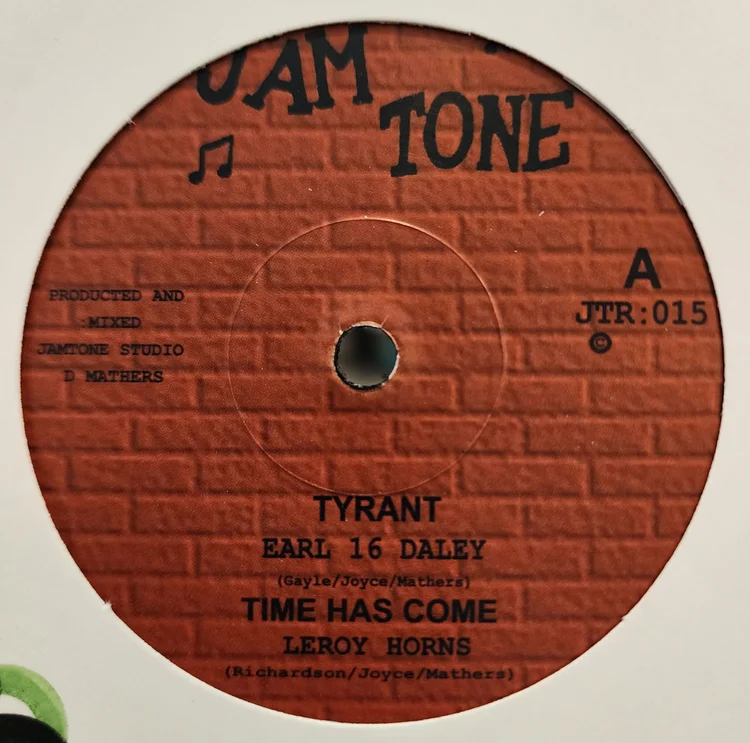 JAM
TONE
A
JTR:015
©
PRODUCTED AND
:MIXED
JAMTONE STUDIO
D MATHERS
TYRANT
EARL 16 DALEY
(Gayle/Joyce/Mathers)
TIME HAS COME
LEROY HORNS
(Richardson/Joyce/Mathers)